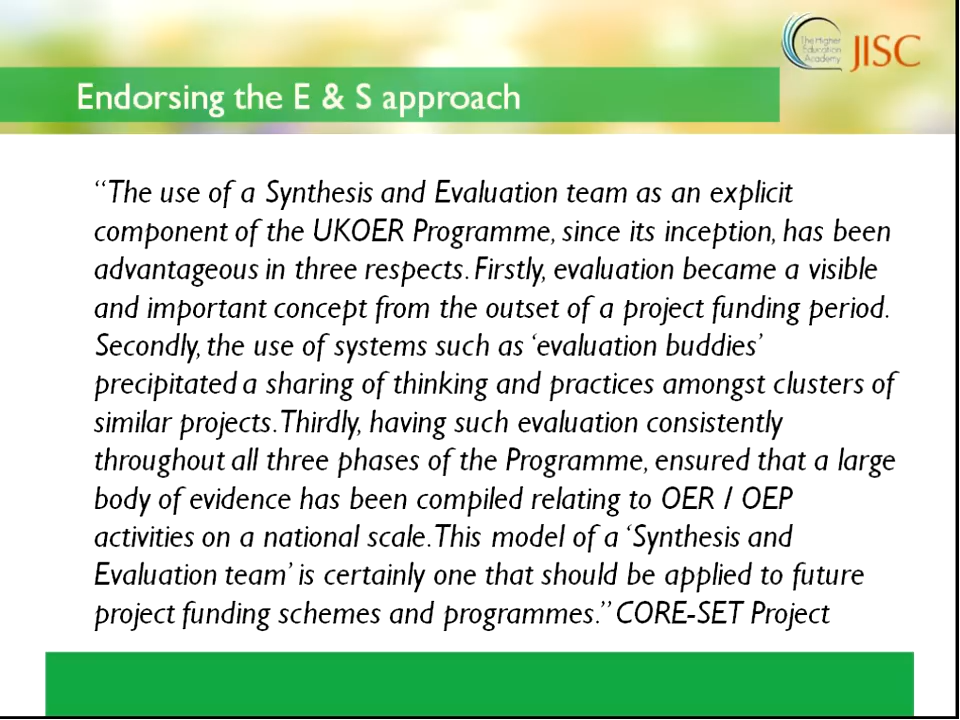 The Higher
Education
Academy
JISC
Endorsing the E & S approach
“The use of a Synthesis and Evaluation team as an explicit
component of the UKOER Programme, since its inception, has been
advantageous in three respects. Firstly, evaluation became a visible
and important concept from the outset of a project funding period.
Secondly, the use of systems such as ‘evaluation buddies’
precipitated a sharing of thinking and practices amongst clusters of
similar projects. Thirdly, having such evaluation consistently
throughout all three phases of the Programme, ensured that a large
body of evidence has been compiled relating to OER / OEP
activities on a national scale. This model of a ‘Synthesis and
Evaluation team’ is certainly one that should be applied to future
project funding schemes and programmes.” CORE-SET Project